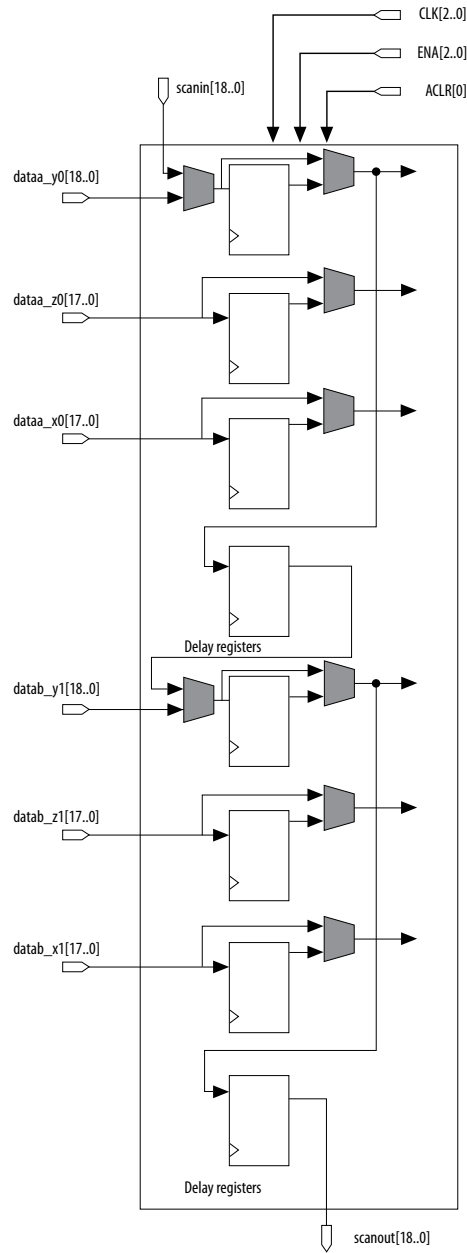 CLK[2..0]
ENA[2..0]
ACLR[0]
scanin[18..0]
dataa_y0[18..0]
dataa_z0[17..0]
dataa_x0[17..0]
Delay registers
datab_y1[18..0]
datab_z1[17..0]
datab_x1[17..0]
Delay registers
scanout[18..0]